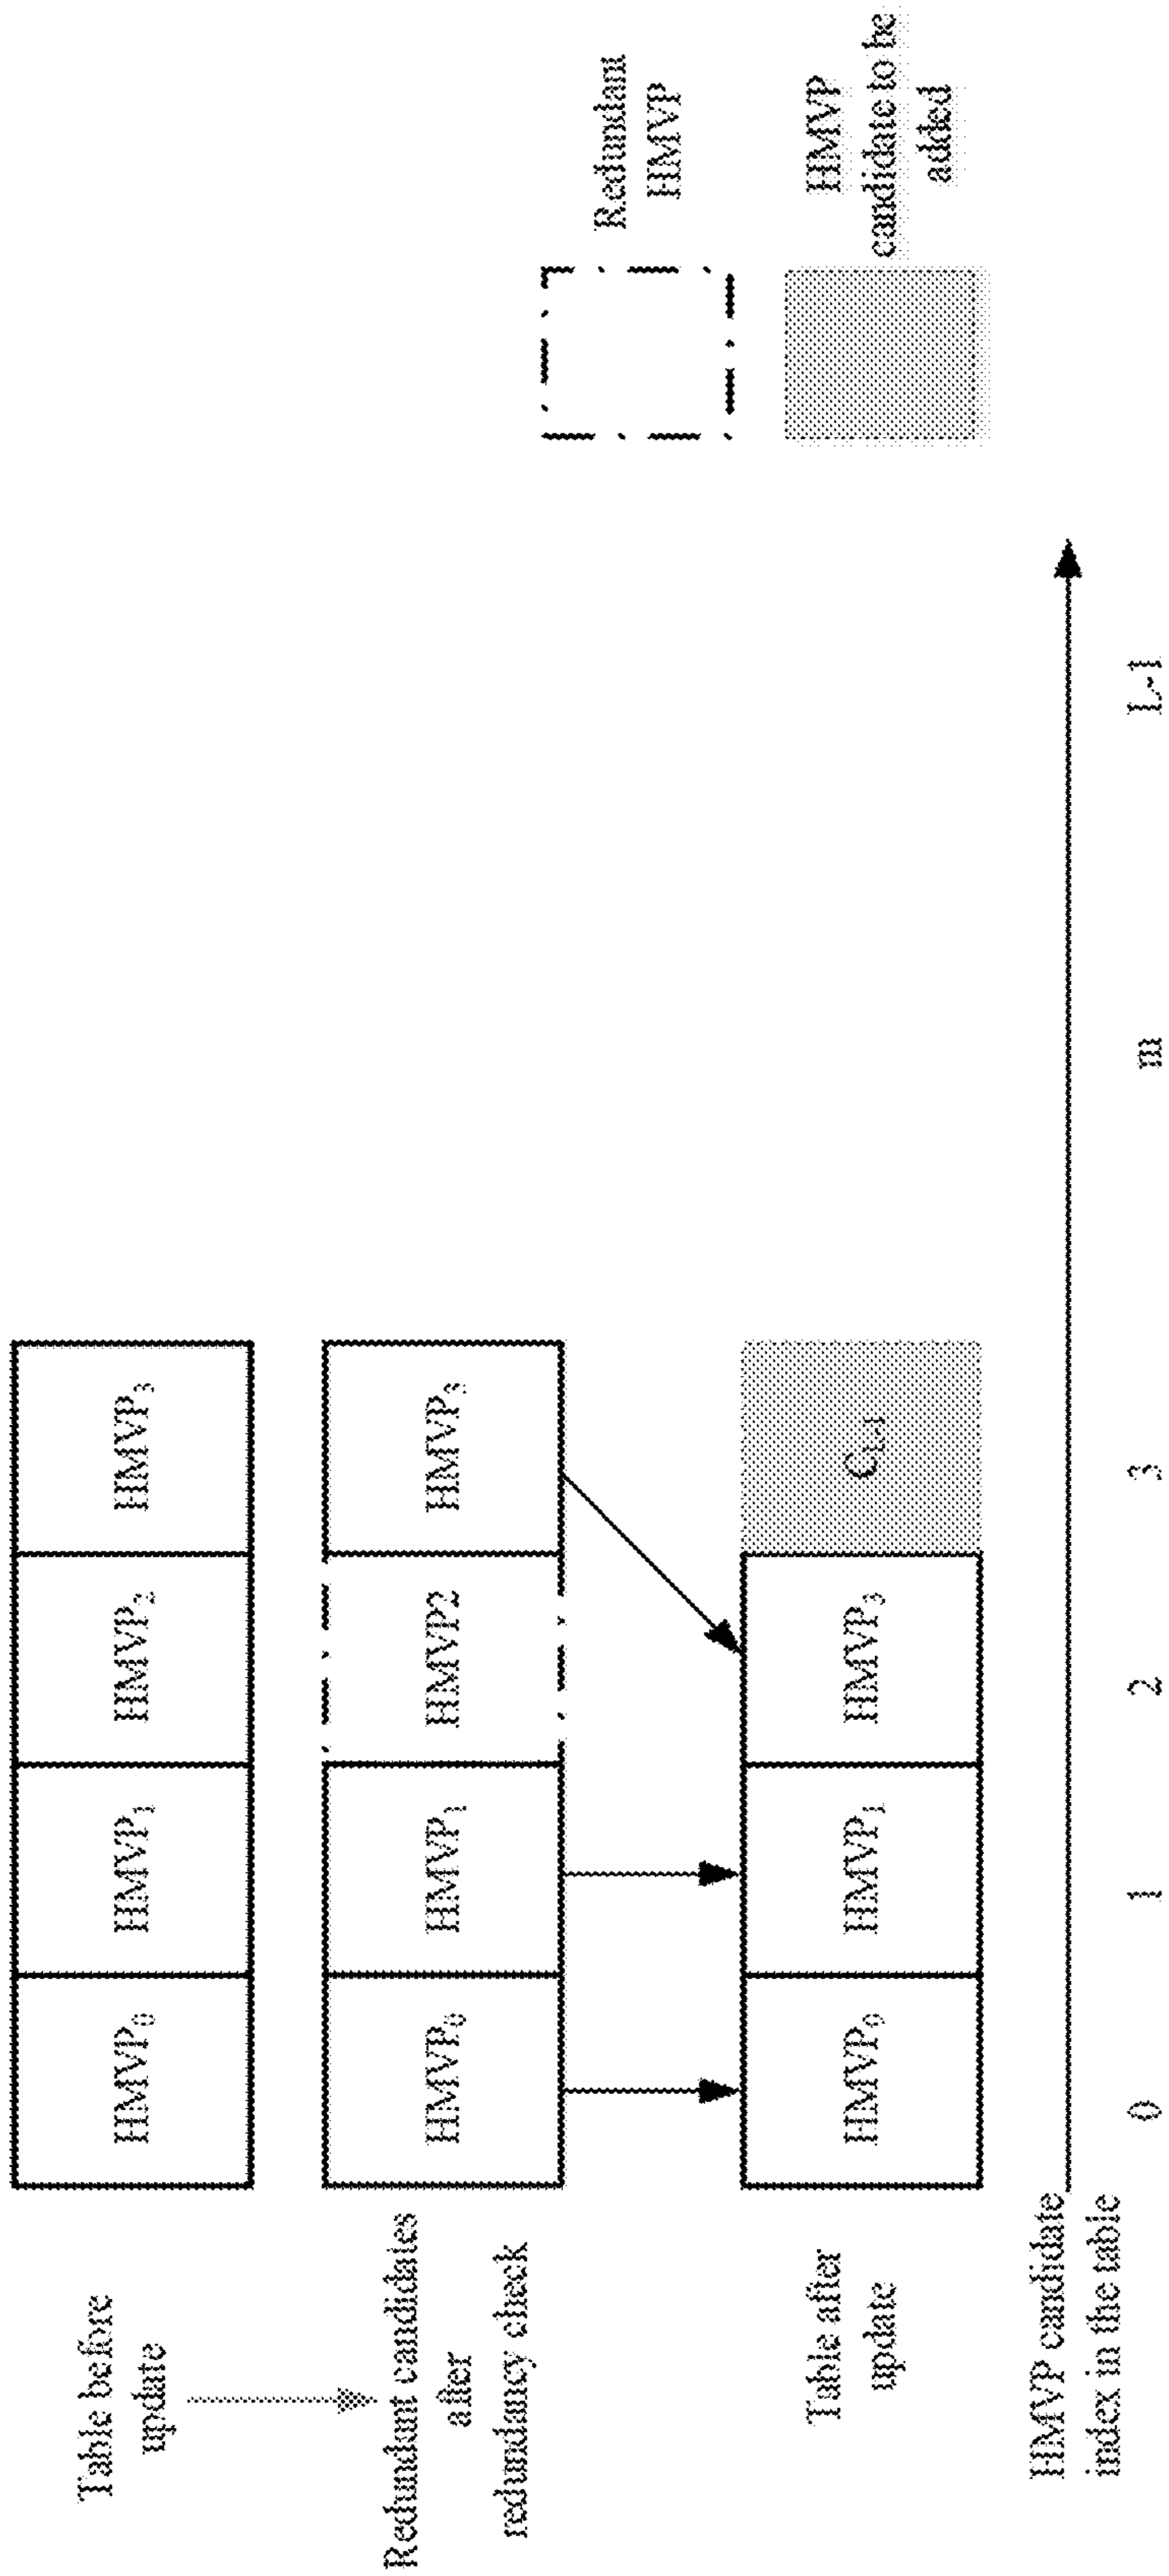 Table before
update
HMVP₀ HMVP₁ HMVP₂ HMVP₃
Redundant candidates
after
redundancy check
HMVP₀ HMVP₁ HMVP2 HMVP₃
Redundant
HMVP
Table after
update
HMVP₀ HMVP₁ HMVP₃ C_L-1
HMVP
candidate to be
added
HMVP candidate
index in the table
0 1 2 3 m L-1